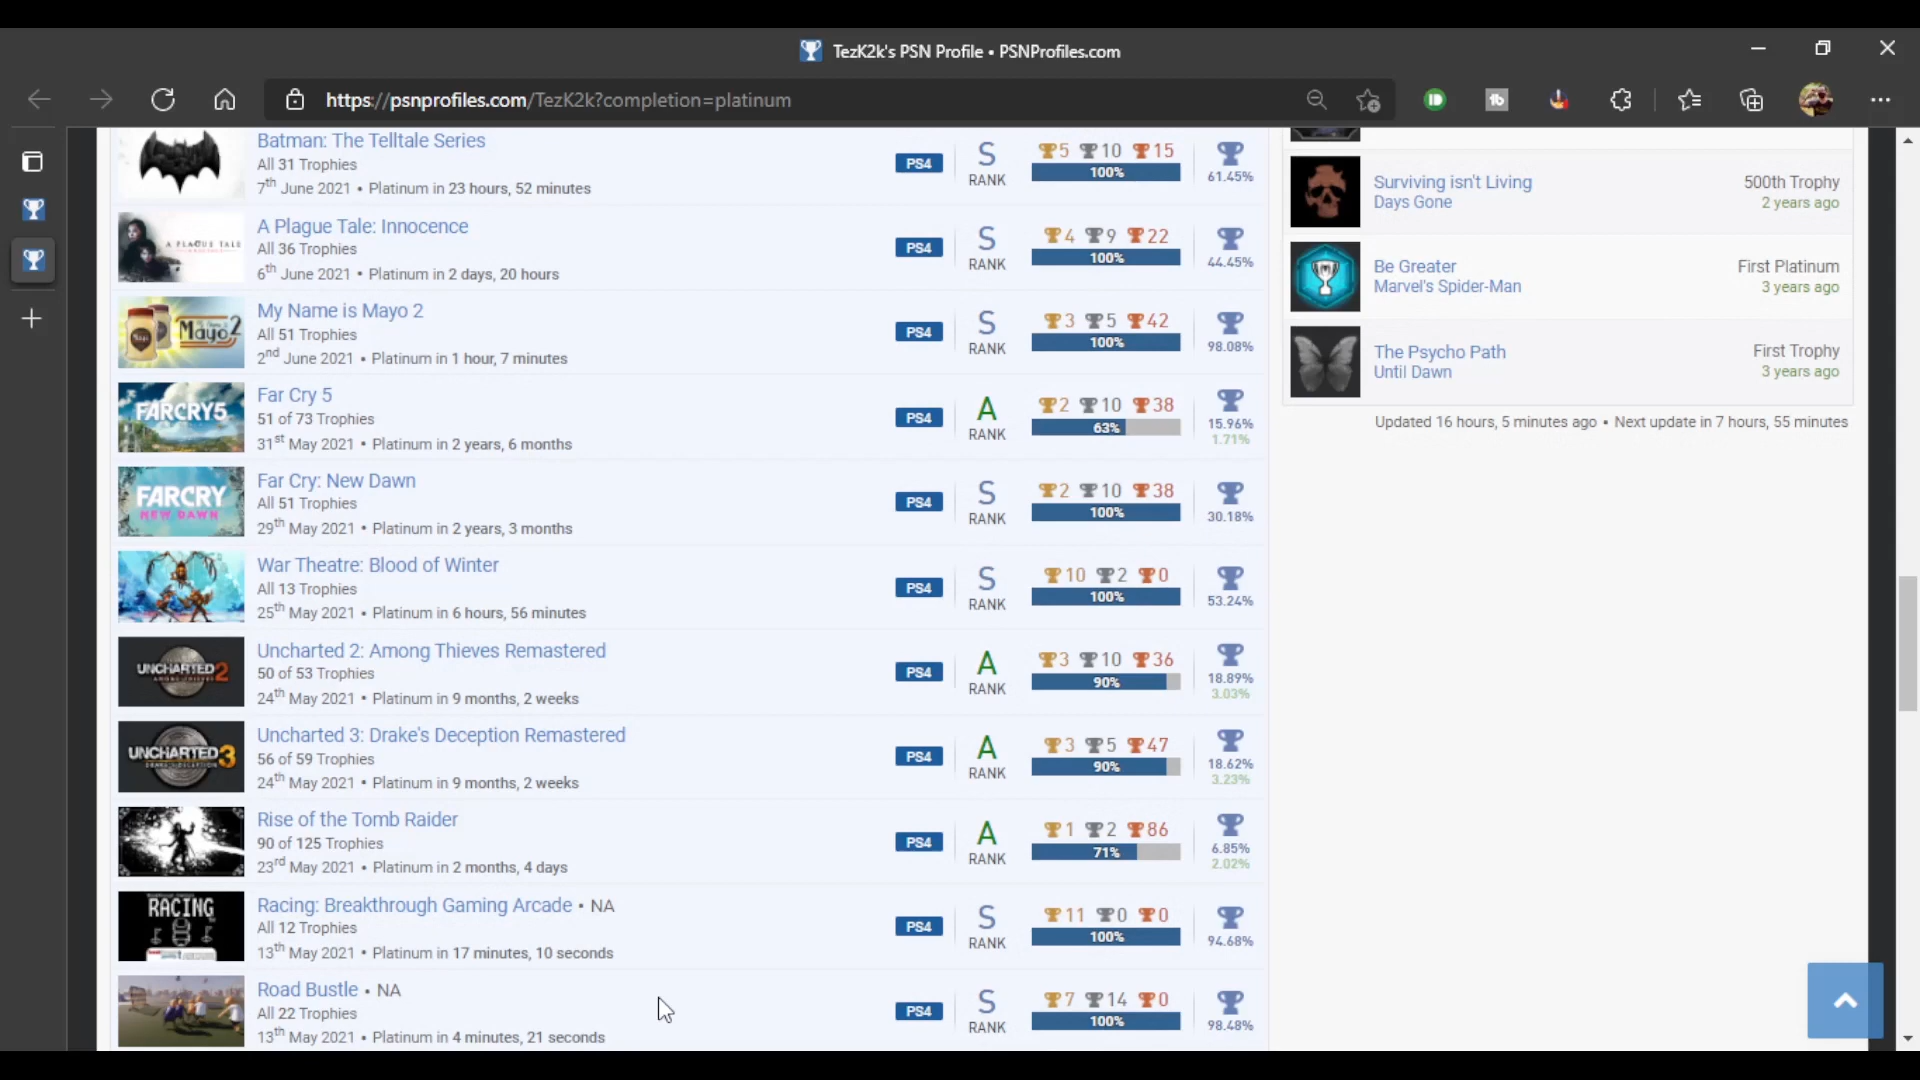 TezK2k's PSN Profile • PSNProfiles.com
https://psnprofiles.com/TezK2k?completion=platinum
Batman: The Telltale Series
All 31 Trophies
7th June 2021 • Platinum in 23 hours, 52 minutes
PS4
S
RANK
5 10 15
100%
61.45%
A PLAGUE TALE
A Plague Tale: Innocence
All 36 Trophies
6th June 2021 • Platinum in 2 days, 20 hours
PS4
S
RANK
4 9 22
100%
44.45%
Mayo 2
My Name is Mayo 2
All 51 Trophies
2nd June 2021 • Platinum in 1 hour, 7 minutes
PS4
S
RANK
3 5 42
100%
98.08%
FARCRY5
Far Cry 5
51 of 73 Trophies
31st May 2021 • Platinum in 2 years, 6 months
PS4
A
RANK
2 10 38
63%
15.96%
1.71%
FARCRY
NEW DAWN
Far Cry: New Dawn
All 51 Trophies
29th May 2021 • Platinum in 2 years, 3 months
PS4
S
RANK
2 10 38
100%
30.18%
War Theatre: Blood of Winter
All 13 Trophies
25th May 2021 • Platinum in 6 hours, 56 minutes
PS4
S
RANK
10 2 0
100%
53.24%
UNCHARTED 2
AMONG THIEVES
Uncharted 2: Among Thieves Remastered
50 of 53 Trophies
24th May 2021 • Platinum in 9 months, 2 weeks
PS4
A
RANK
3 10 36
90%
18.89%
3.03%
UNCHARTED 3
DRAKE'S DECEPTION
Uncharted 3: Drake's Deception Remastered
56 of 59 Trophies
24th May 2021 • Platinum in 9 months, 2 weeks
PS4
A
RANK
3 5 47
90%
18.62%
3.23%
Rise of the Tomb Raider
90 of 125 Trophies
23rd May 2021 • Platinum in 2 months, 4 days
PS4
A
RANK
1 2 86
71%
6.85%
2.02%
RACING
Racing: Breakthrough Gaming Arcade • NA
All 12 Trophies
13th May 2021 • Platinum in 17 minutes, 10 seconds
PS4
S
RANK
11 0 0
100%
94.68%
Road Bustle • NA
All 22 Trophies
13th May 2021 • Platinum in 4 minutes, 21 seconds
PS4
S
RANK
7 14 0
100%
98.48%
Surviving isn't Living
Days Gone
500th Trophy
2 years ago
Be Greater
Marvel's Spider-Man
First Platinum
3 years ago
The Psycho Path
Until Dawn
First Trophy
3 years ago
Updated 16 hours, 5 minutes ago • Next update in 7 hours, 55 minutes